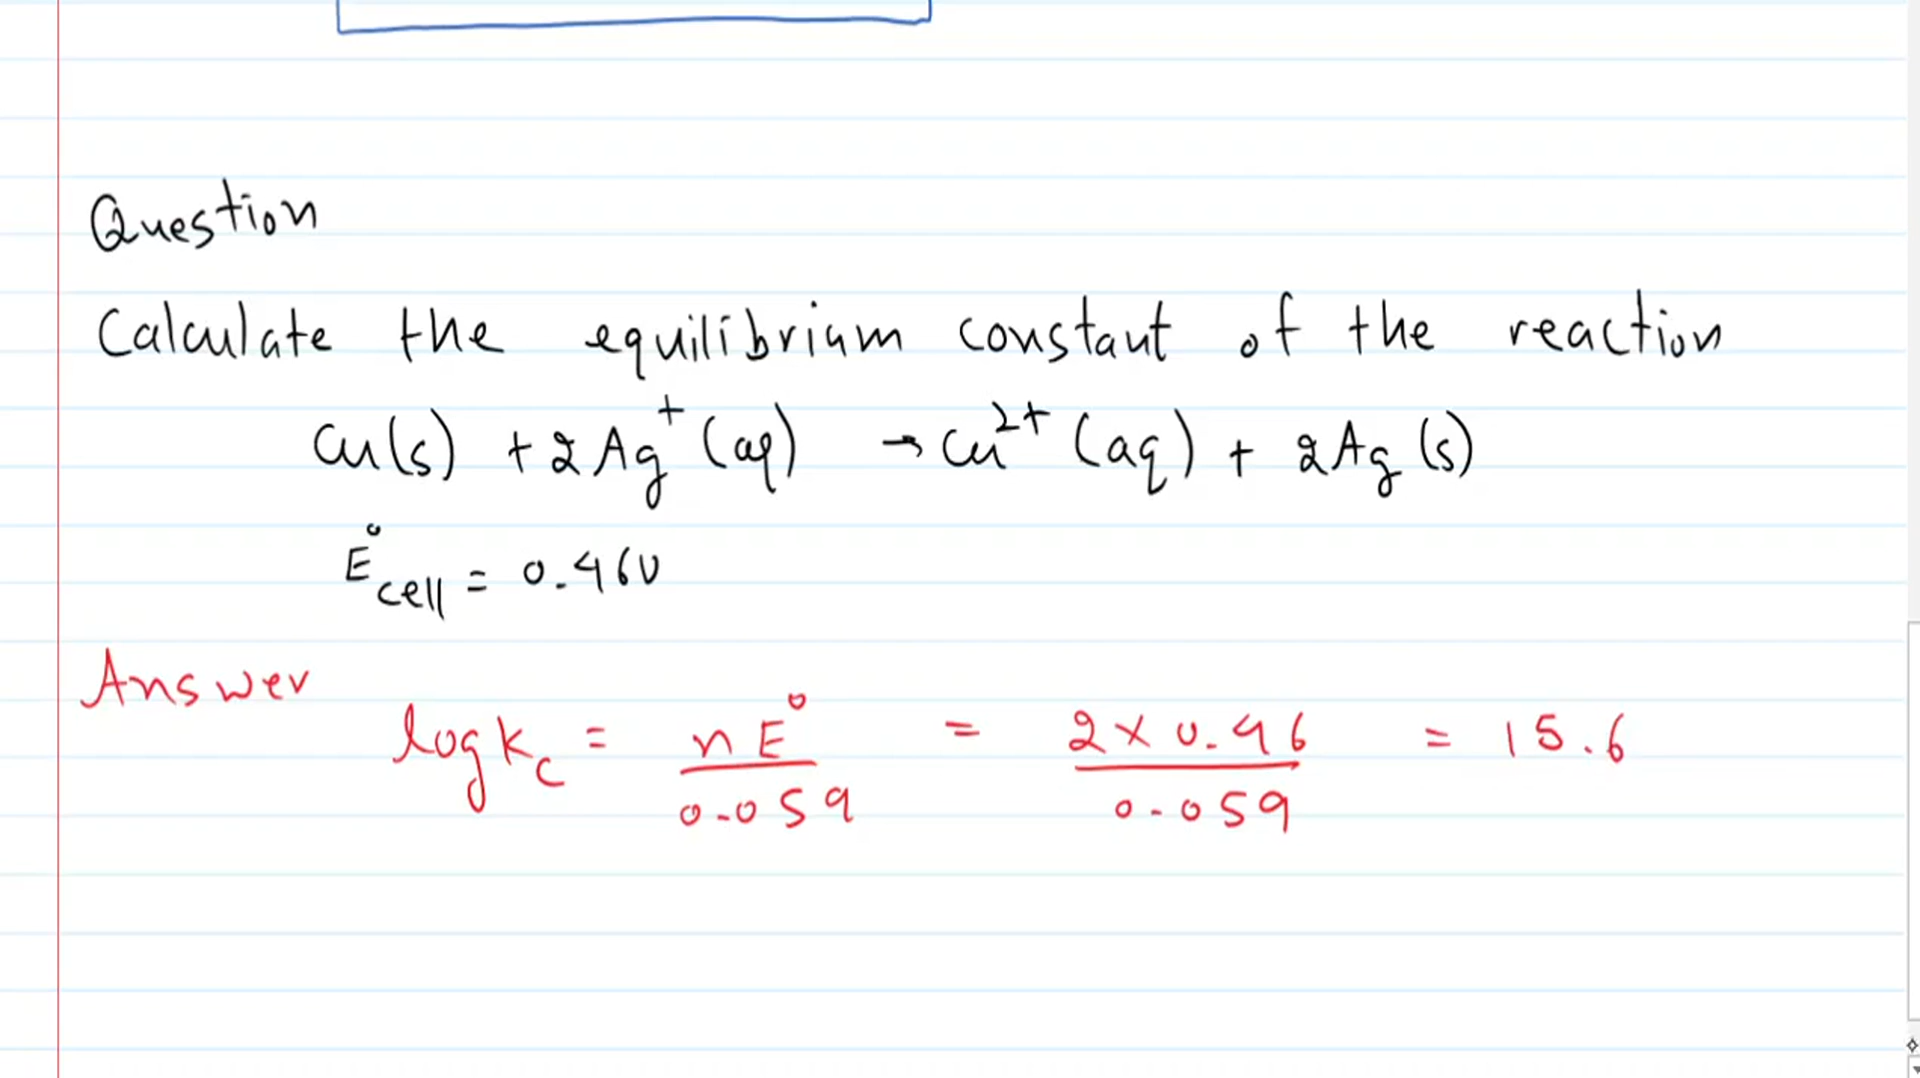 Question
Calculate the equilibrium constant of the reaction
Cu(s) + 2Ag⁺(aq) → Cu²⁺(aq) + 2Ag(s)
E°cell = 0.46V
Answer
log Kc = nE°/0.059 = 2 × 0.46/0.059 = 15.6